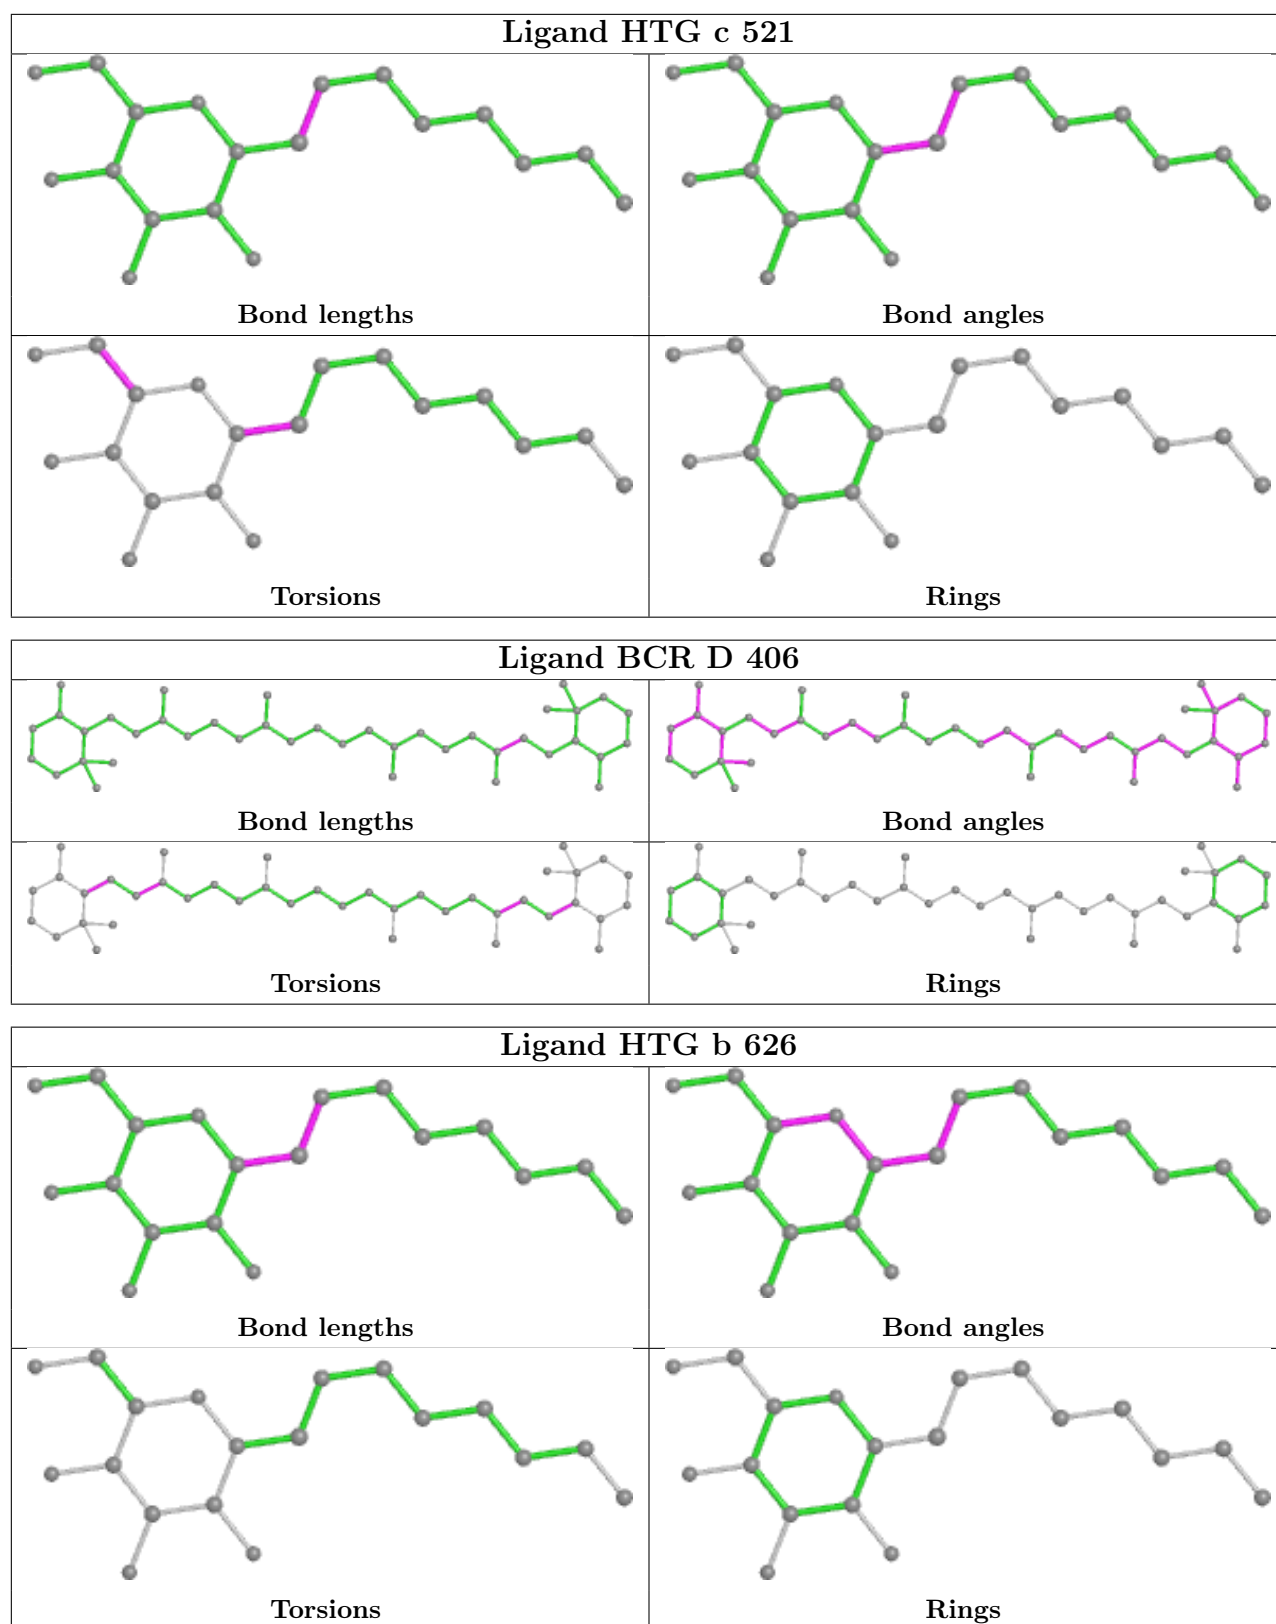 Ligand HTG c 521
Bond lengths
Bond angles
Torsions
Rings
Ligand BCR D 406
Bond lengths
Bond angles
Torsions
Rings
Ligand HTG b 626
Bond lengths
Bond angles
Torsions
Rings